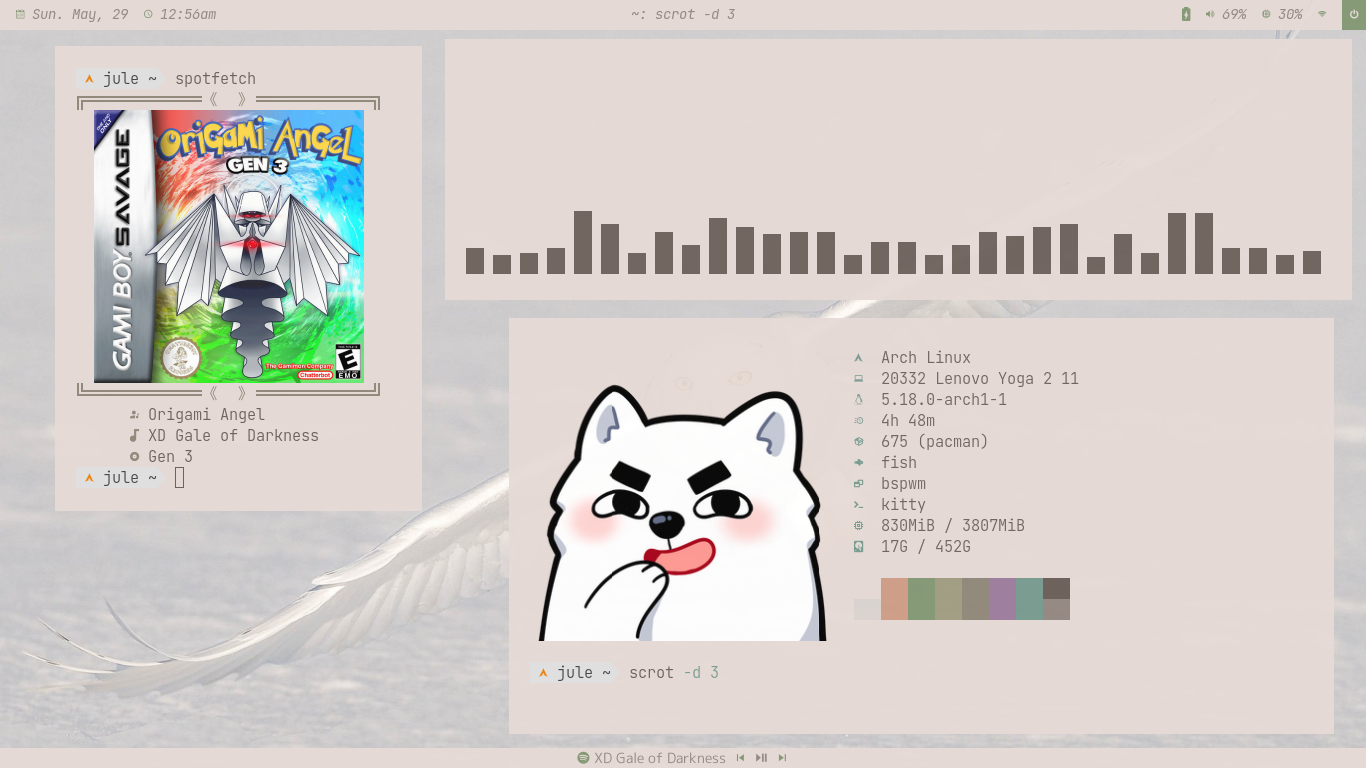 Sun. May, 29 12:56am
~: scrot -d 3
69% 30%
jule ~ spotfetch
《 》
ORIGAMI ANGEL
GEN 3
GAMI BOY SAVAGE
The Gamimon Company
Chatterbot
E
EMO
《 》
Origami Angel
XD Gale of Darkness
Gen 3
jule ~
Arch Linux
20332 Lenovo Yoga 2 11
5.18.0-arch1-1
4h 48m
675 (pacman)
fish
bspwm
kitty
830MiB / 3807MiB
17G / 452G
jule ~ scrot -d 3
XD Gale of Darkness